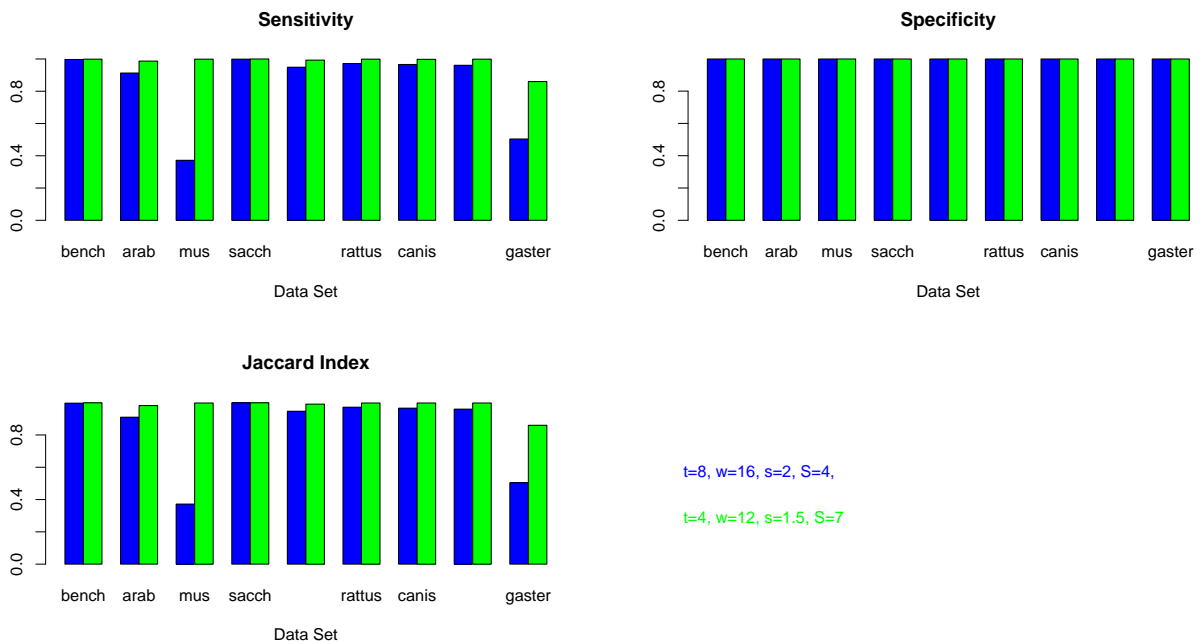 Sensitivity
0.0 0.4 0.8
bench arab mus sacch rattus canis gaster
Data Set
Specificity
0.0 0.4 0.8
bench arab mus sacch rattus canis gaster
Data Set
Jaccard Index
0.0 0.4 0.8
bench arab mus sacch rattus canis gaster
Data Set
t=8, w=16, s=2, S=4,
t=4, w=12, s=1.5, S=7